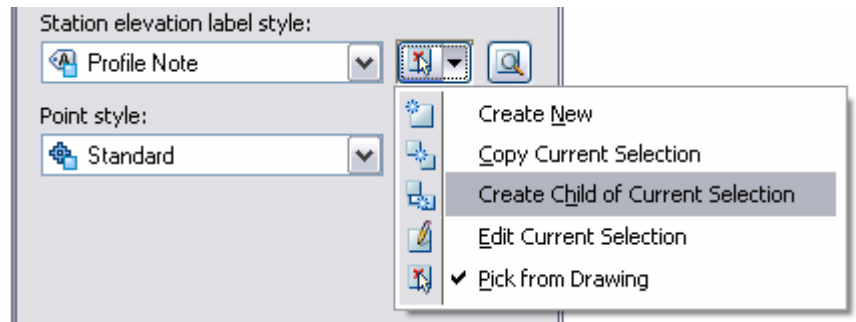 Station elevation label style:
Profile Note
Point style:
Standard
Create New
Copy Current Selection
Create Child of Current Selection
Edit Current Selection
Pick from Drawing